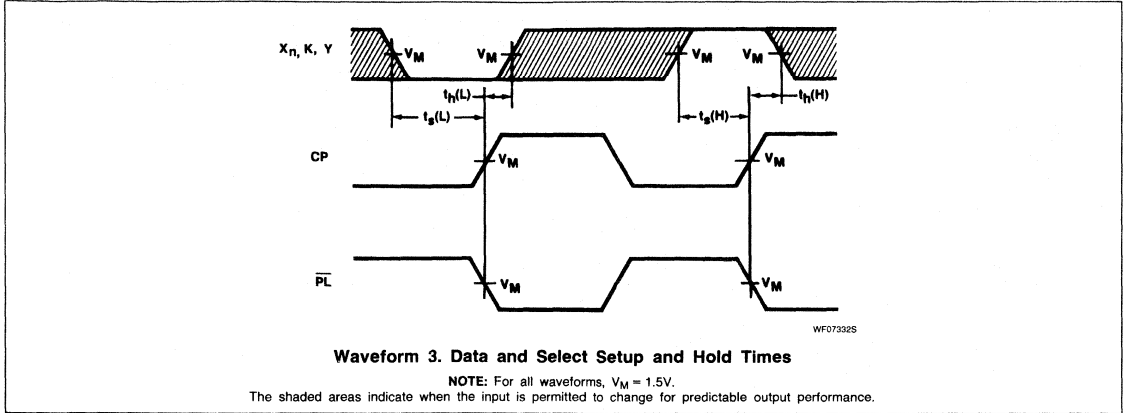 Xn, K, Y
VM
VM
VM
VM
th(L)
th(H)
ts(L)
ts(H)
CP
VM
VM
PL
VM
VM
WF07332S
Waveform 3. Data and Select Setup and Hold Times
NOTE: For all waveforms, VM = 1.5V.
The shaded areas indicate when the input is permitted to change for predictable output performance.